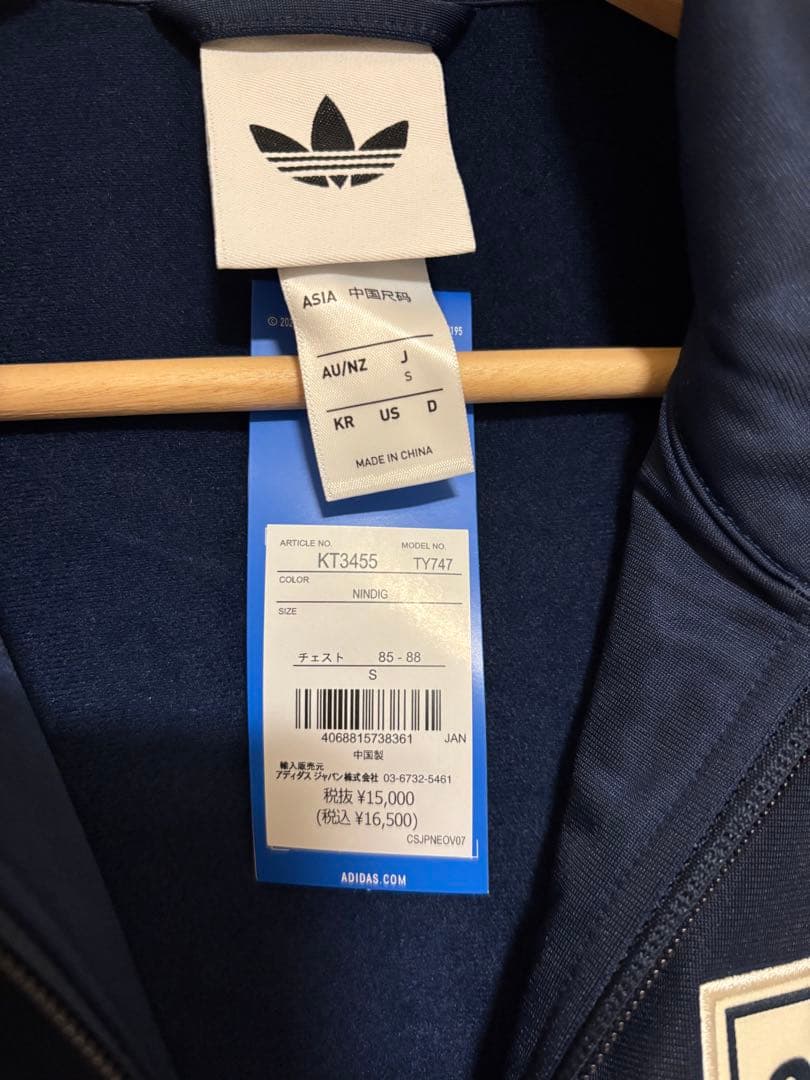 ASIA 中国尺码
© 202
195
AU/NZ J
S
KR US D
MADE IN CHINA
ARTICLE NO. MODEL NO.
KT3455 TY747
COLOR
NINDIG
SIZE
チェスト 85 - 88
S
4068815738361 JAN
中国製
輸入販売元
アディダス ジャパン株式会社 03-6732-5461
税抜 ¥15,000
(税込 ¥16,500)
CSJPNEOV07
ADIDAS.COM